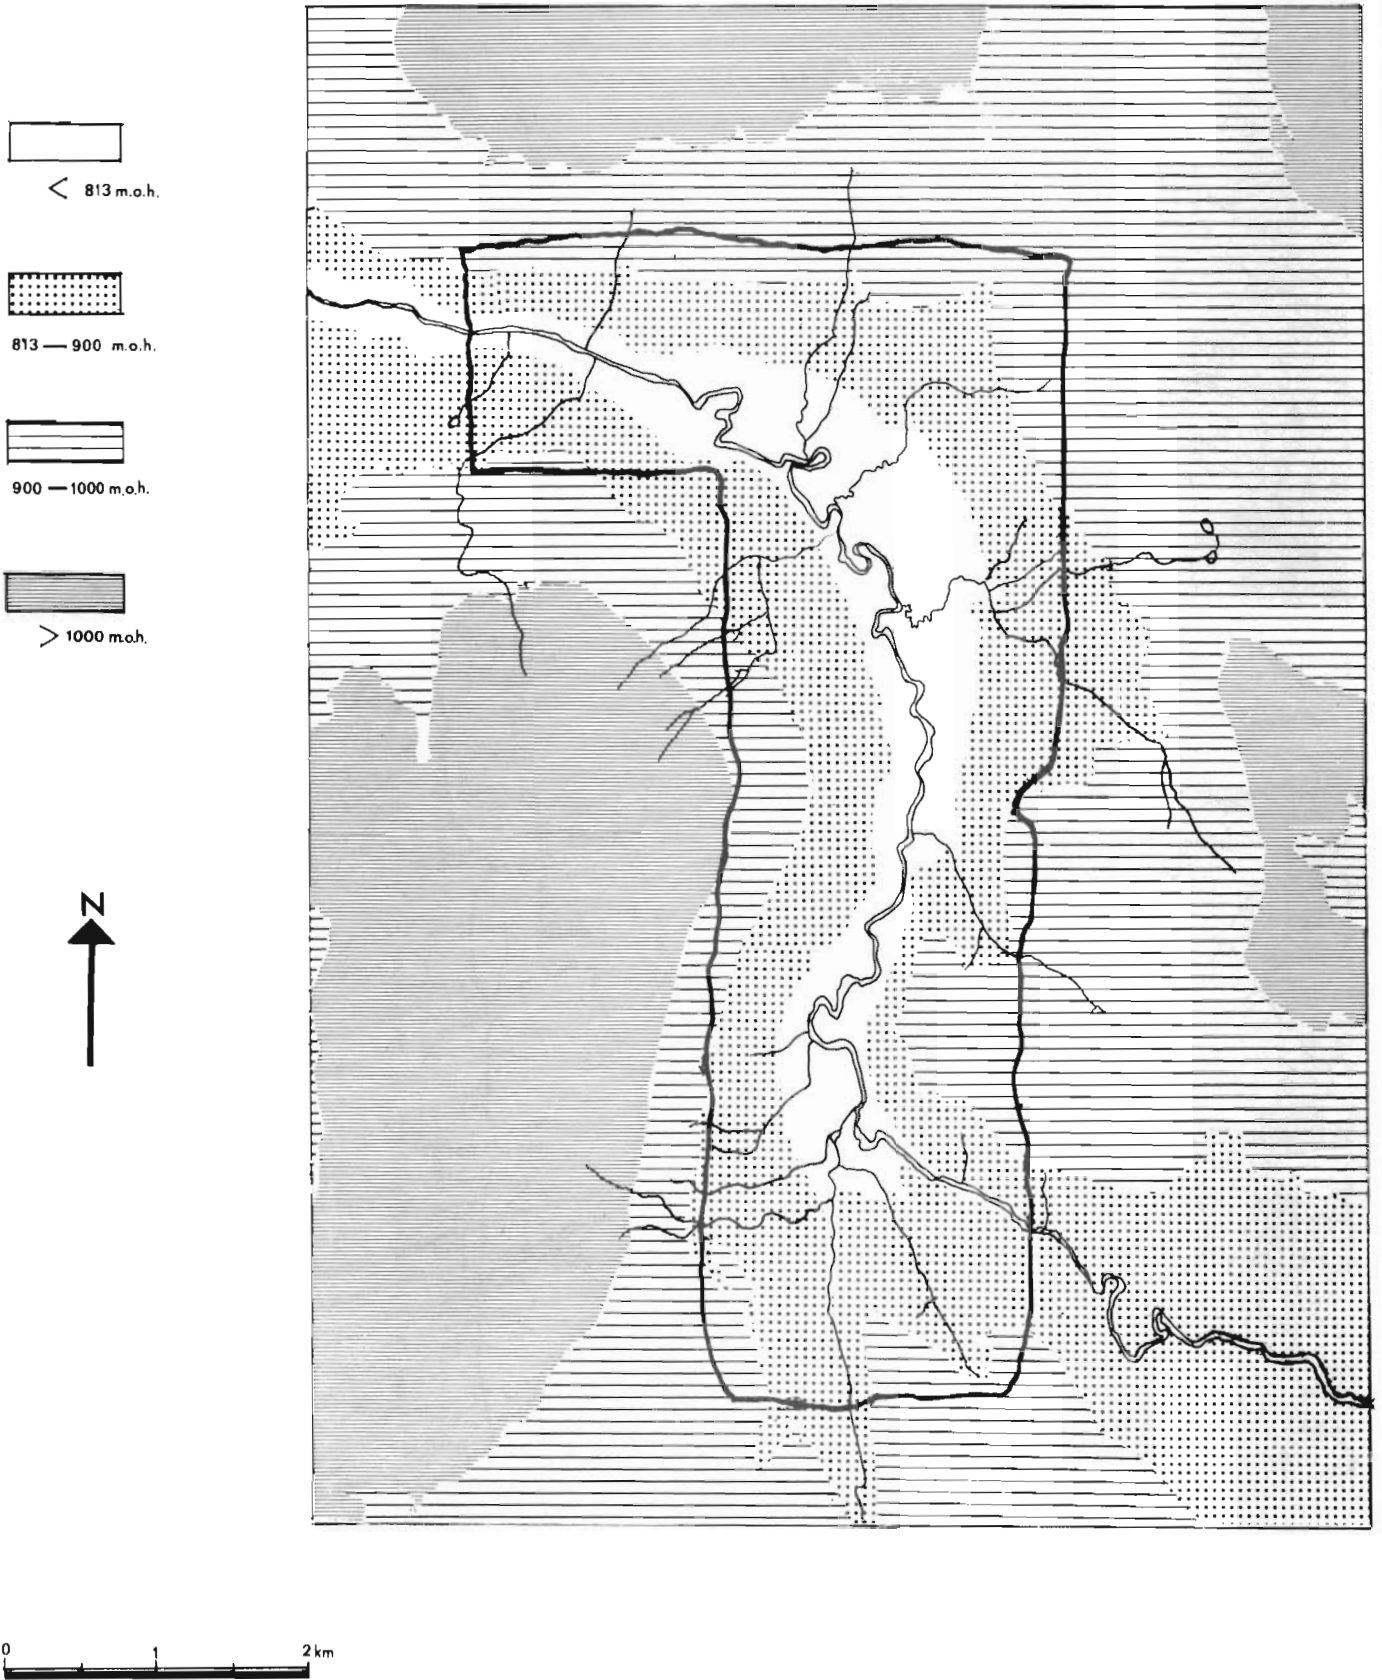 < 813 m.o.h.
813 — 900 m.o.h.
900 — 1000 m.o.h.
> 1000 m.o.h.
N
0 1 2 km